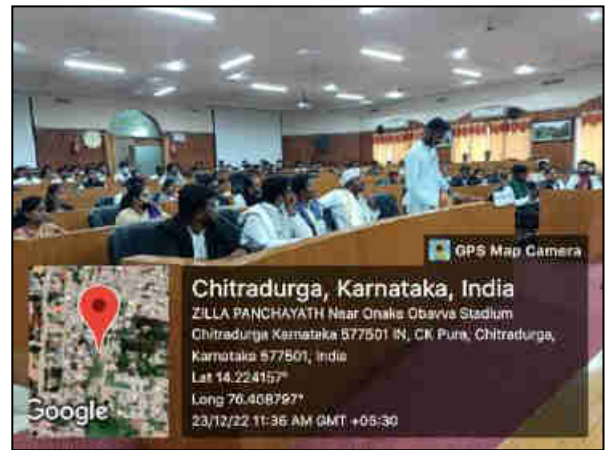 GPS Map Camera
Chitradurga, Karnataka, India
ZILLA PANCHAYATH Near Onake Obavva Stadium
Chitradurga Karnataka 577501 IN, CK Pura, Chitradurga,
Karnataka 577501, India
Lat 14.224157°
Long 76.408797°
23/12/22 11:36 AM GMT +05:30
Google